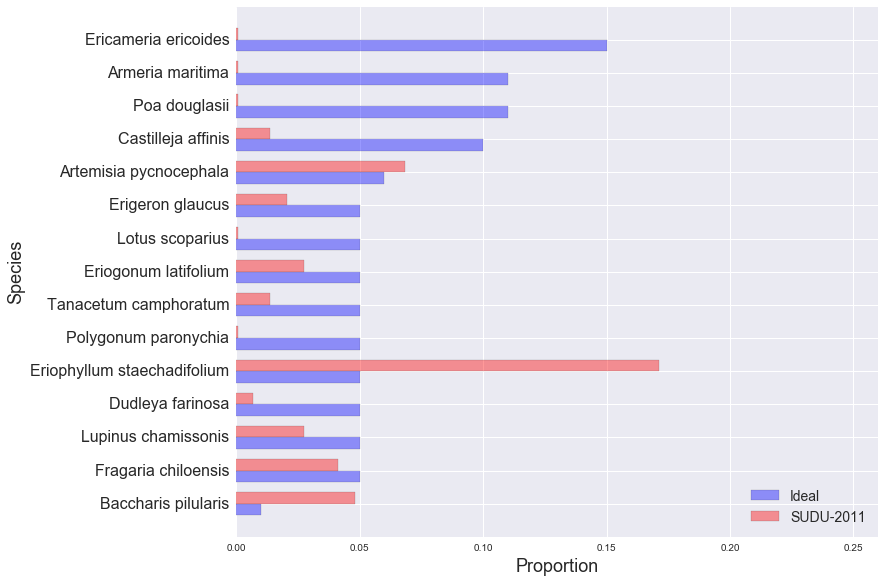 Ericameria ericoides
Armeria maritima
Poa douglasii
Castilleja affinis
Artemisia pycnocephala
Erigeron glaucus
Lotus scoparius
Eriogonum latifolium
Tanacetum camphoratum
Polygonum paronychia
Eriophyllum staechadifolium
Dudleya farinosa
Lupinus chamissonis
Fragaria chiloensis
Baccharis pilularis
Species
Ideal
SUDU-2011
0.00 0.05 0.10 0.15 0.20 0.25
Proportion